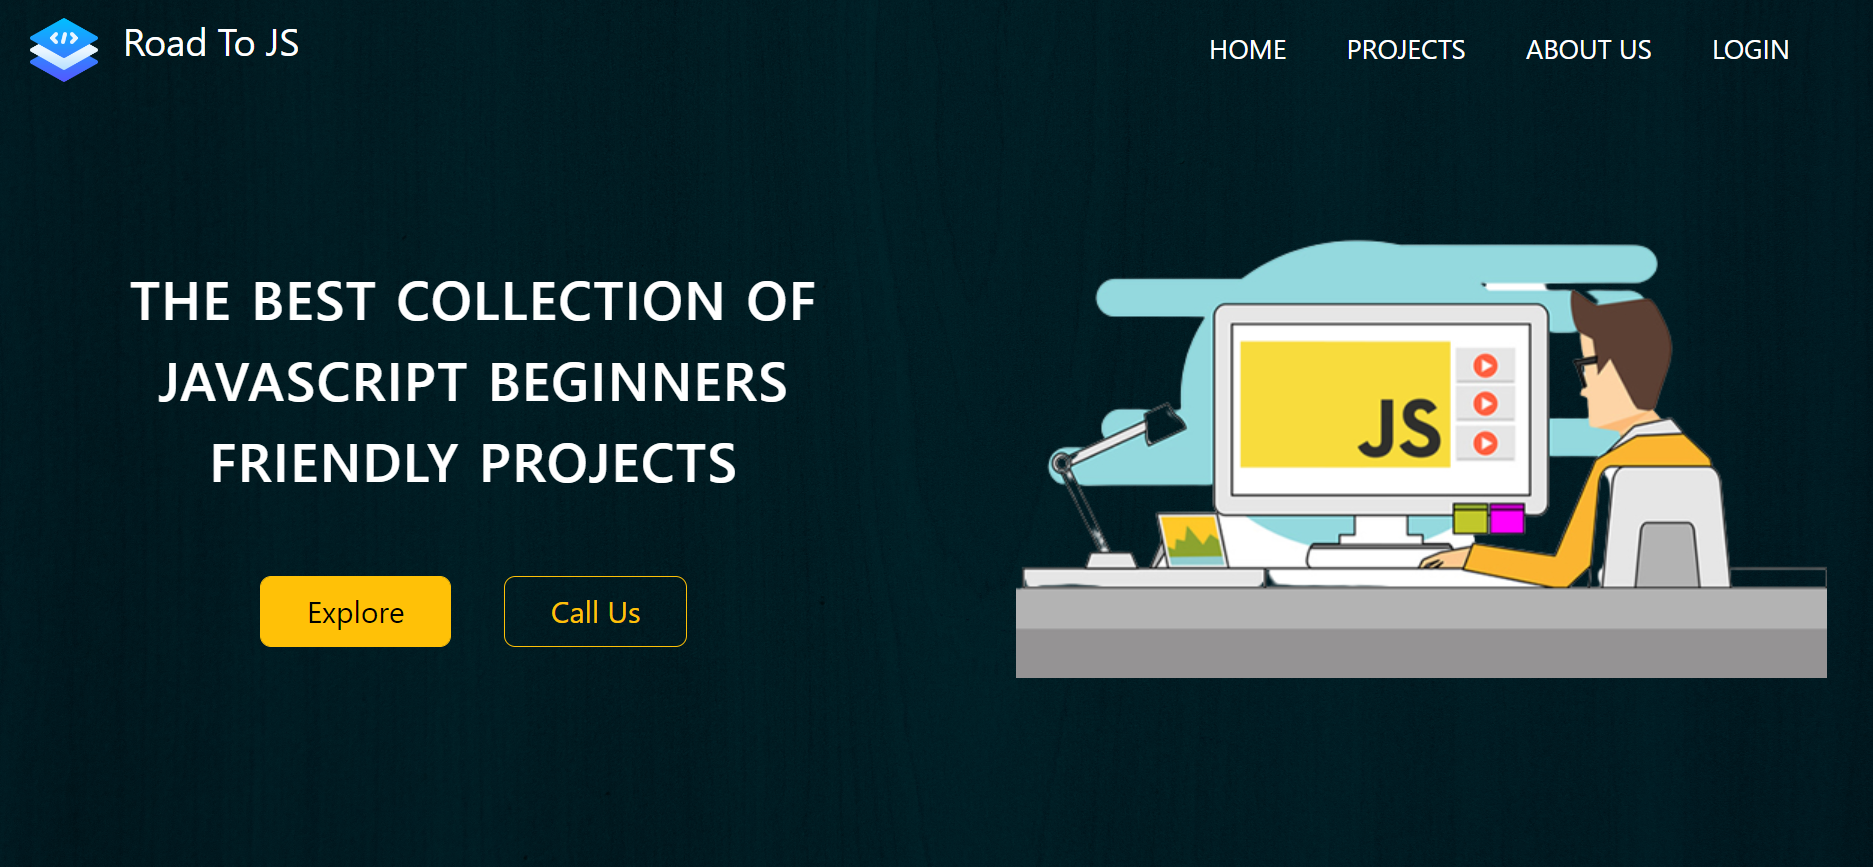 Road To JS
HOME PROJECTS ABOUT US LOGIN
THE BEST COLLECTION OF
JAVASCRIPT BEGINNERS
FRIENDLY PROJECTS
JS
Explore Call Us